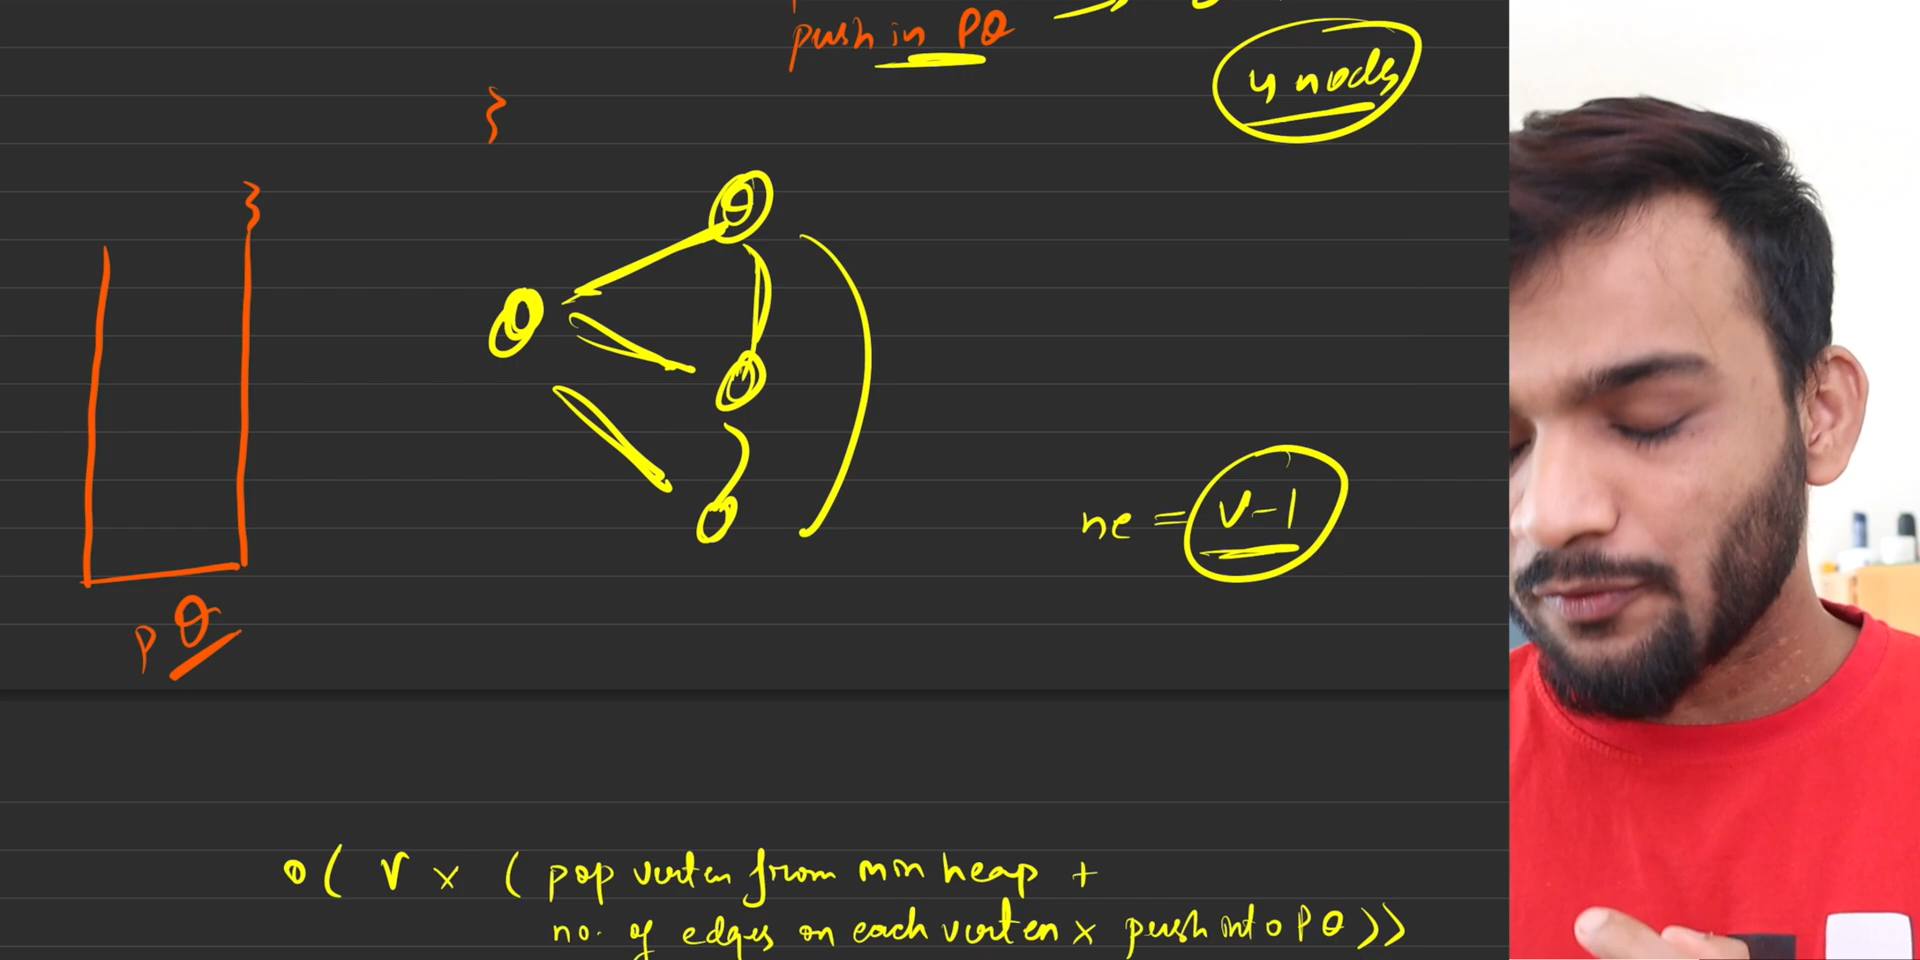 push in PQ
4 nodes
}
}
ne = V-1
PQ
O( V x ( pop vertex from min heap +
no. of edges on each vertex x push into PQ ))